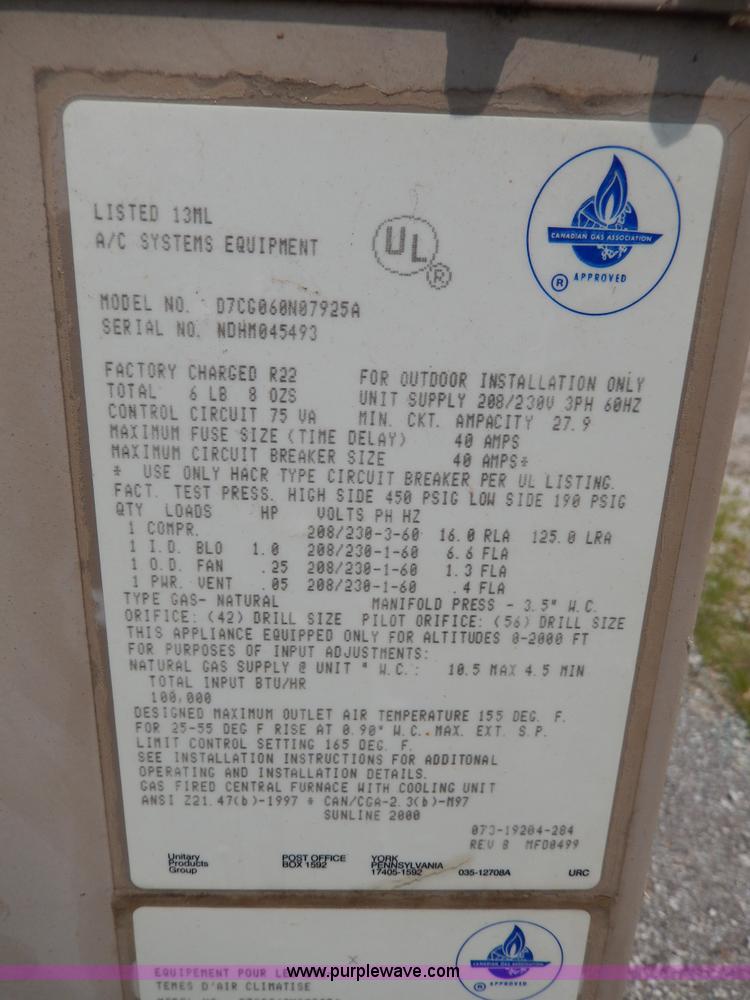 LISTED 13ML
A/C SYSTEMS EQUIPMENT
UL
®
CANADIAN GAS ASSOCIATION
® APPROVED
MODEL NO. D7CG060N07925A
SERIAL NO. NDHM045493
FACTORY CHARGED R22 FOR OUTDOOR INSTALLATION ONLY
TOTAL 6 LB 8 OZS UNIT SUPPLY 208/230V 3PH 60HZ
CONTROL CIRCUIT 75 VA MIN. CKT. AMPACITY 27.9
MAXIMUM FUSE SIZE (TIME DELAY) 40 AMPS
MAXIMUM CIRCUIT BREAKER SIZE 40 AMPS*
* USE ONLY HACR TYPE CIRCUIT BREAKER PER UL LISTING.
FACT. TEST PRESS. HIGH SIDE 450 PSIG LOW SIDE 190 PSIG
QTY LOADS HP VOLTS PH HZ
1 COMPR. 208/230-3-60 16.0 RLA 125.0 LRA
1 I.D. BLO 1.0 208/230-1-60 6.6 FLA
1 O.D. FAN .25 208/230-1-60 1.3 FLA
1 PWR. VENT .05 208/230-1-60 .4 FLA
TYPE GAS- NATURAL MANIFOLD PRESS - 3.5" W.C.
ORIFICE: (42) DRILL SIZE PILOT ORIFICE: (56) DRILL SIZE
THIS APPLIANCE EQUIPPED ONLY FOR ALTITUDES 0-2000 FT
FOR PURPOSES OF INPUT ADJUSTMENTS:
NATURAL GAS SUPPLY @ UNIT " W.C.: 10.5 MAX 4.5 MIN
TOTAL INPUT BTU/HR
100,000
DESIGNED MAXIMUM OUTLET AIR TEMPERATURE 155 DEG. F.
FOR 25-55 DEG F RISE AT 0.90" W.C. MAX. EXT. S.P.
LIMIT CONTROL SETTING 165 DEG. F.
SEE INSTALLATION INSTRUCTIONS FOR ADDITONAL
OPERATING AND INSTALLATION DETAILS.
GAS FIRED CENTRAL FURNACE WITH COOLING UNIT
ANSI Z21.47(b)-1997 * CAN/CGA-2.3(b)-M97
SUNLINE 2000
073-19204-284
REV B MFD0499
Unitary Products Group POST OFFICE BOX 1592 YORK PENNSYLVANIA 17405-1592 035-12708A URC
CANADIAN GAS ASSOCIATION
® APPROVED
EQUIPEMENT POUR LE
TEMES D'AIR CLIMATISE
www.purplewave.com